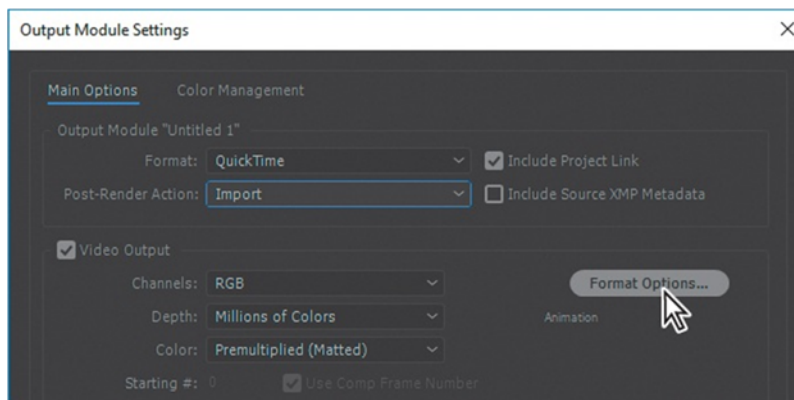 Output Module Settings
Main Options Color Management
Output Module "Untitled 1"
Format: QuickTime Include Project Link
Post-Render Action: Import Include Source XMP Metadata
Video Output
Channels: RGB Format Options...
Depth: Millions of Colors Animation
Color: Premultiplied (Matted)
Starting #: 0 Use Comp Frame Number